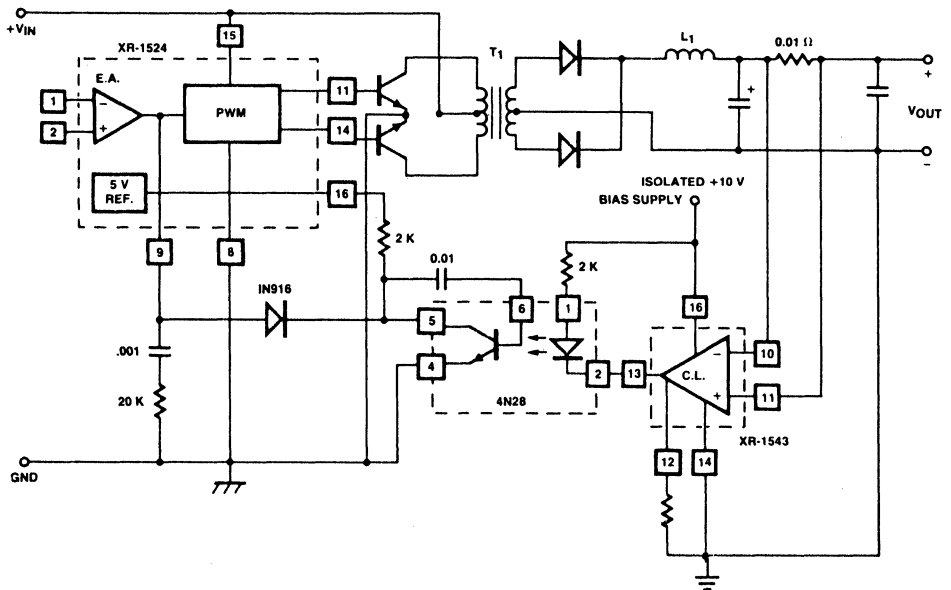 +VIN
XR-1524
15
E.A.
1
−
2
+
PWM
11
14
5 V
REF.
16
9
8
2 K
IN916
.001
20 K
GND
T1
L1
0.01 Ω
+
+
VOUT
−
ISOLATED +10 V
BIAS SUPPLY
0.01
2 K
6
1
5
4
2
13
4N28
16
−
C.L.
+
10
11
XR-1543
12
14